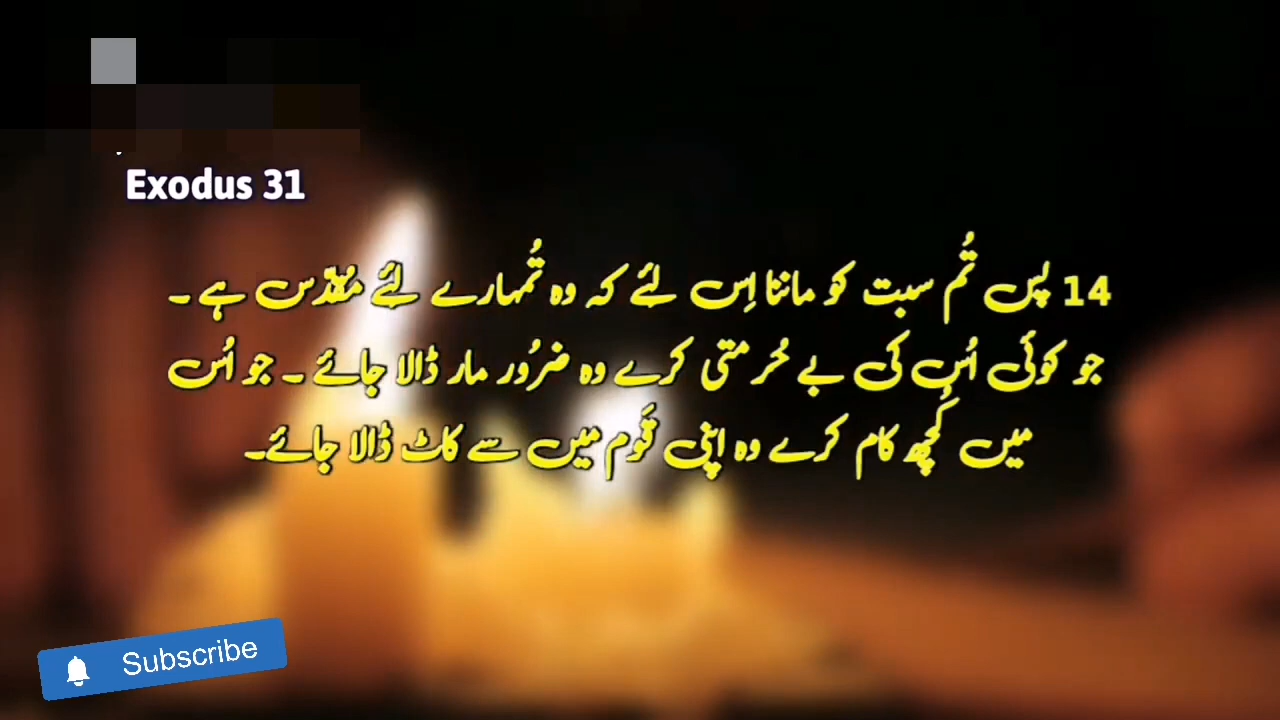 Exodus 31
14 پس تُم سبت کو ماننا اِس لئے کہ وہ تُمہارے لئے مُقدّس ہے ۔
جو کوئی اُس کی بے حُرمتی کرے وہ ضرُور مار ڈالا جائے ۔ جو اُس
میں کُچھ کام کرے وہ اپنی قَوم میں سے کاٹ ڈالا جائے۔
Subscribe